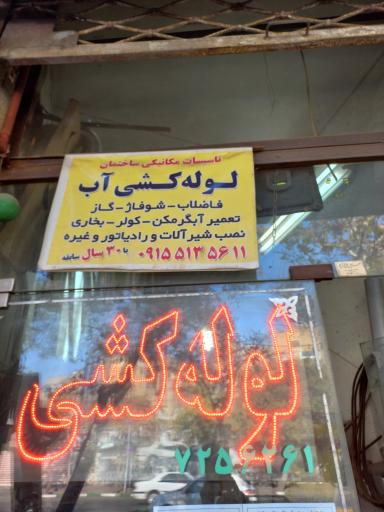 تاسیسات مکانیکی ساختمان
لوله‌کشی آب
فاضلاب - شوفاژ - گاز
تعمیر آبگرمکن - کولر - بخاری
نصب شیرآلات و رادیاتور و غیره
۰۹۱۵۵۱۳۵۶۱۱ با ۳۰ سال سابقه
لوله‌کشی